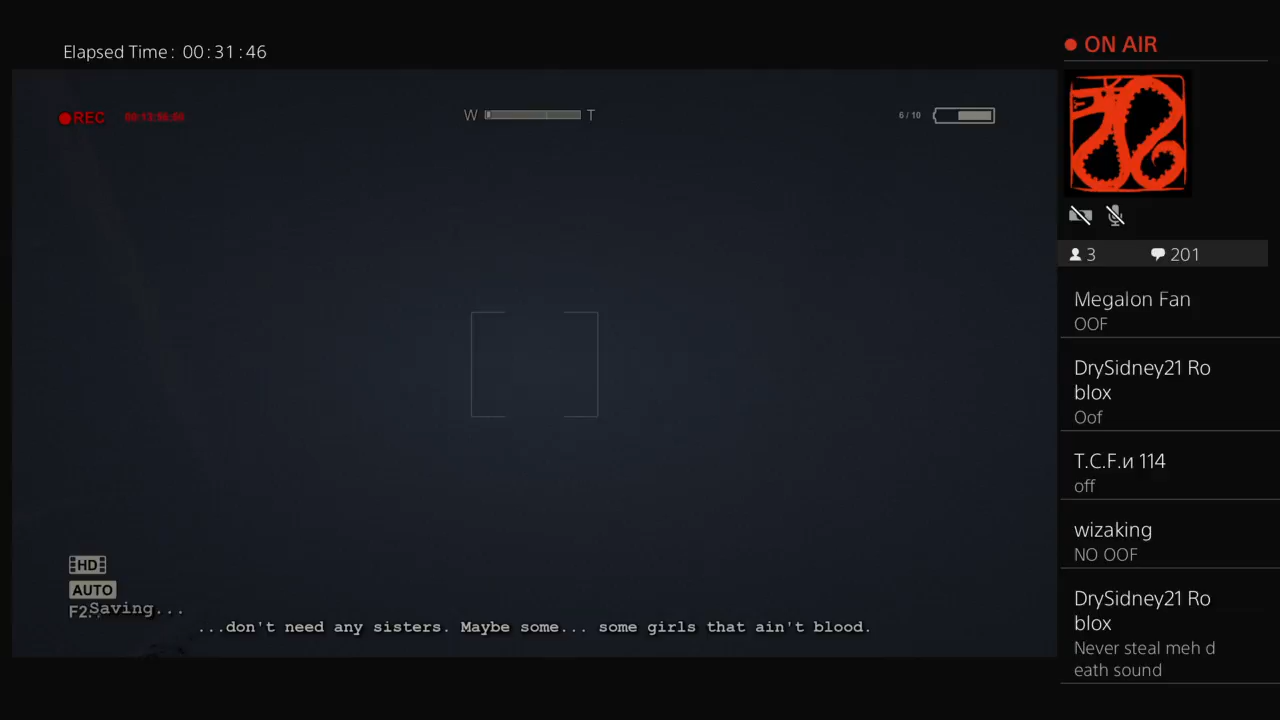 Elapsed Time: 00:31:46
ON AIR
REC
W T
6/10
3 201
Megalon Fan
OOF
DrySidney21 Ro
blox
Oof
T.C.F.и 114
off
wizaking
NO OOF
DrySidney21 Ro
blox
Never steal meh d
eath sound
HD
AUTO
Saving...
...don't need any sisters. Maybe some... some girls that ain't blood.